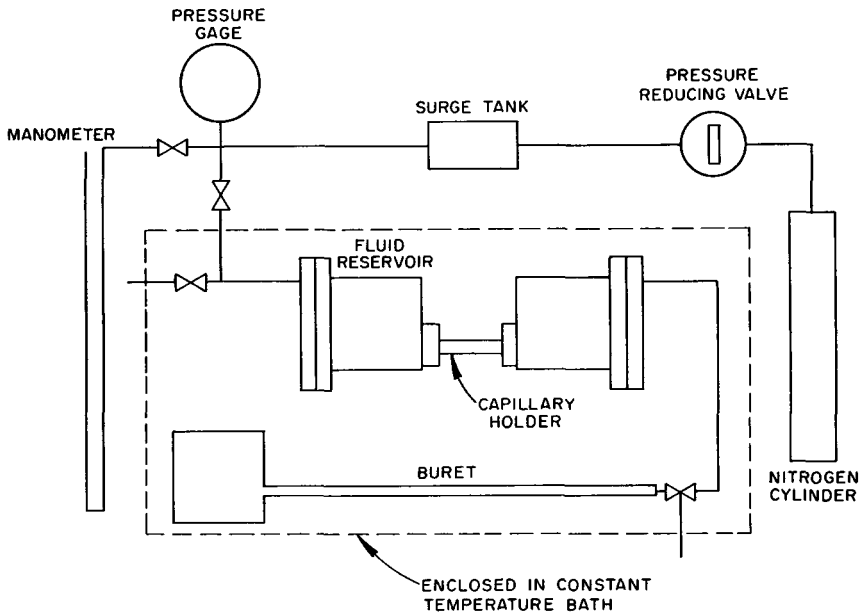 PRESSURE
GAGE
PRESSURE
REDUCING VALVE
SURGE TANK
MANOMETER
FLUID
RESERVOIR
CAPILLARY
HOLDER
BURET
NITROGEN
CYLINDER
ENCLOSED IN CONSTANT
TEMPERATURE BATH